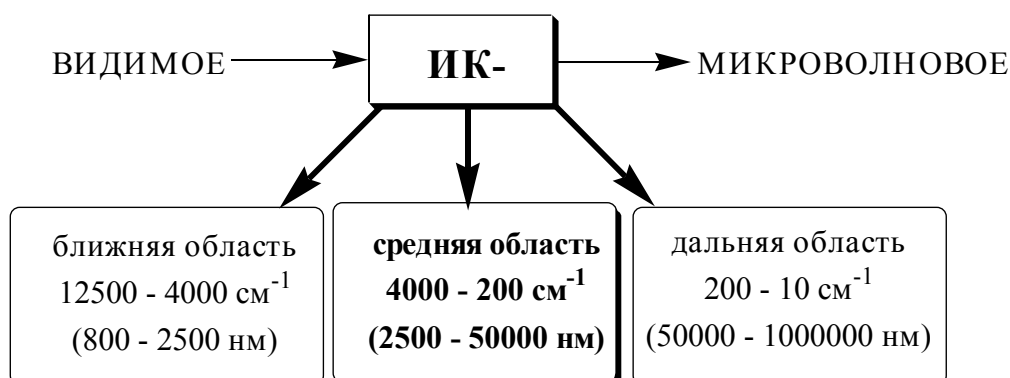 ВИДИМОЕ
ИК-
МИКРОВОЛНОВОЕ
ближняя область
12500 - 4000 см⁻¹
(800 - 2500 нм)
средняя область
4000 - 200 см⁻¹
(2500 - 50000 нм)
дальняя область
200 - 10 см⁻¹
(50000 - 1000000 нм)